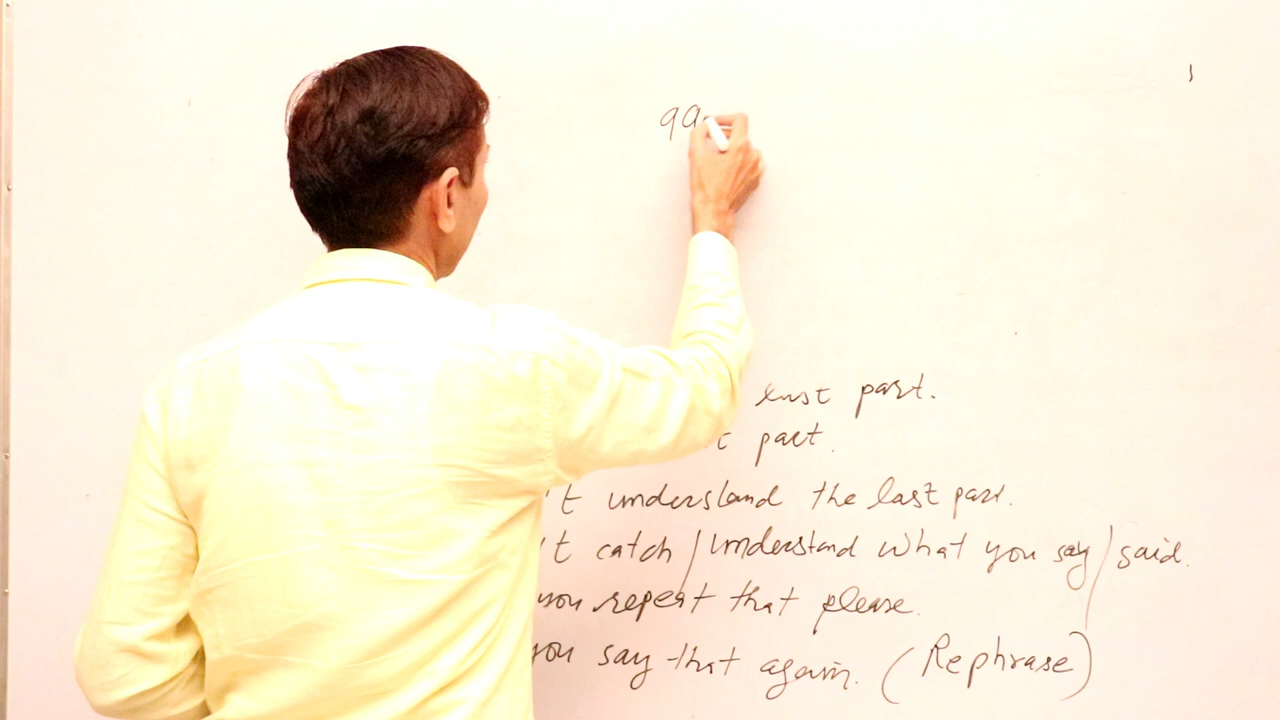 99
last part.
t part.
't understand the last part.
't catch / understand what you say / said.
you repeat that please.
you say that again. (Rephrase)